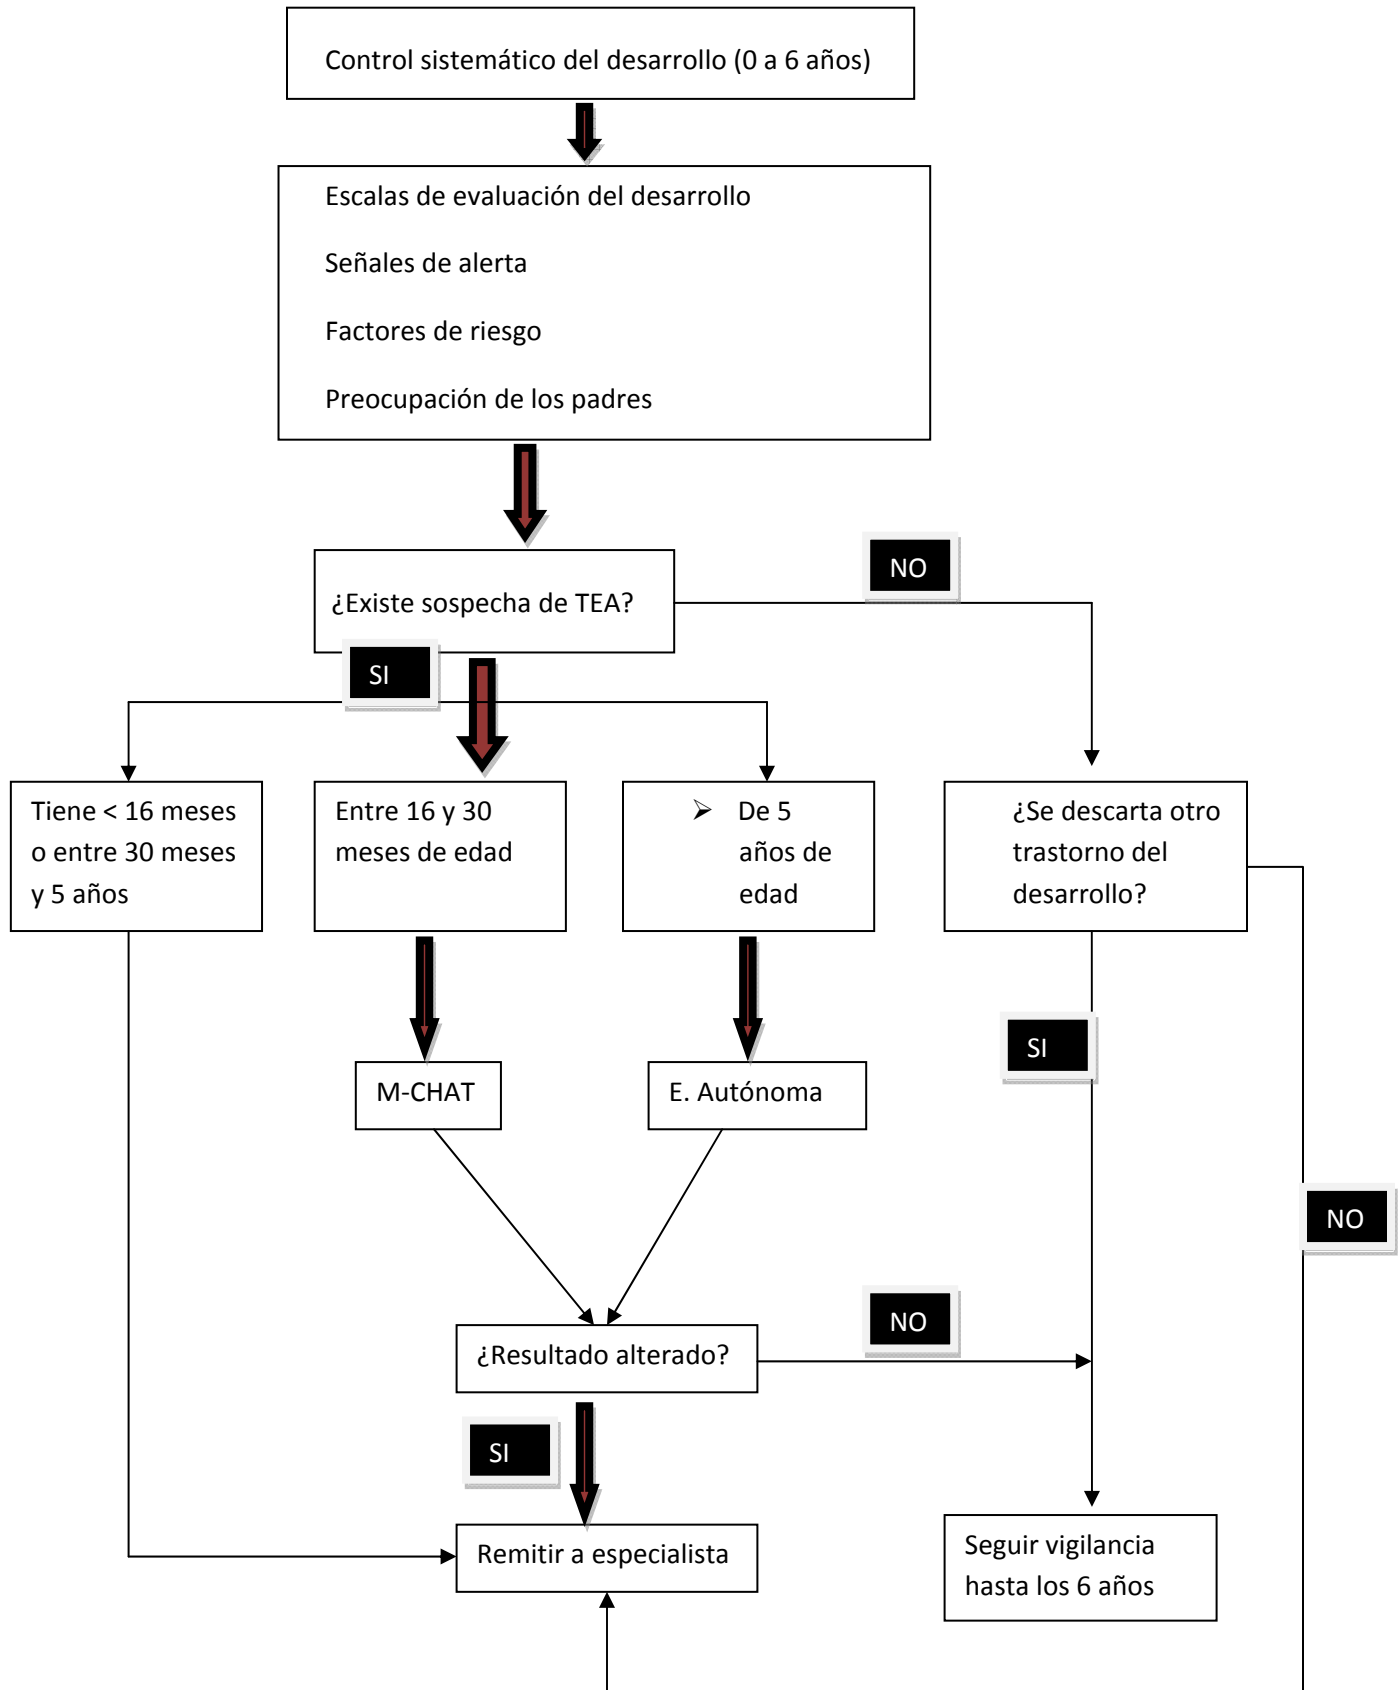 Control sistemático del desarrollo (0 a 6 años)
Escalas de evaluación del desarrollo
Señales de alerta
Factores de riesgo
Preocupación de los padres
NO
¿Existe sospecha de TEA?
SI
Tiene < 16 meses
o entre 30 meses
y 5 años
Entre 16 y 30
meses de edad
➢ De 5
años de
edad
¿Se descarta otro
trastorno del
desarrollo?
SI
M-CHAT
E. Autónoma
NO
NO
¿Resultado alterado?
SI
Remitir a especialista
Seguir vigilancia
hasta los 6 años